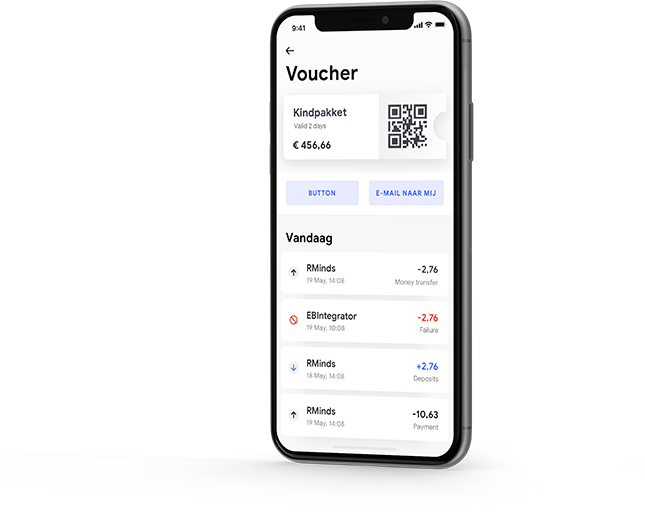 9:41
Voucher
Kindpakket
Valid 2 days
€ 456,66
BUTTON
E-MAIL NAAR MIJ
Vandaag
RMinds
-2,76
19 May, 14:08
Money transfer
EBIntegrator
-2,76
19 May, 10:08
Failure
RMinds
+2,76
18 May, 14:08
Deposits
RMinds
-10,63
19 May, 14:08
Payment